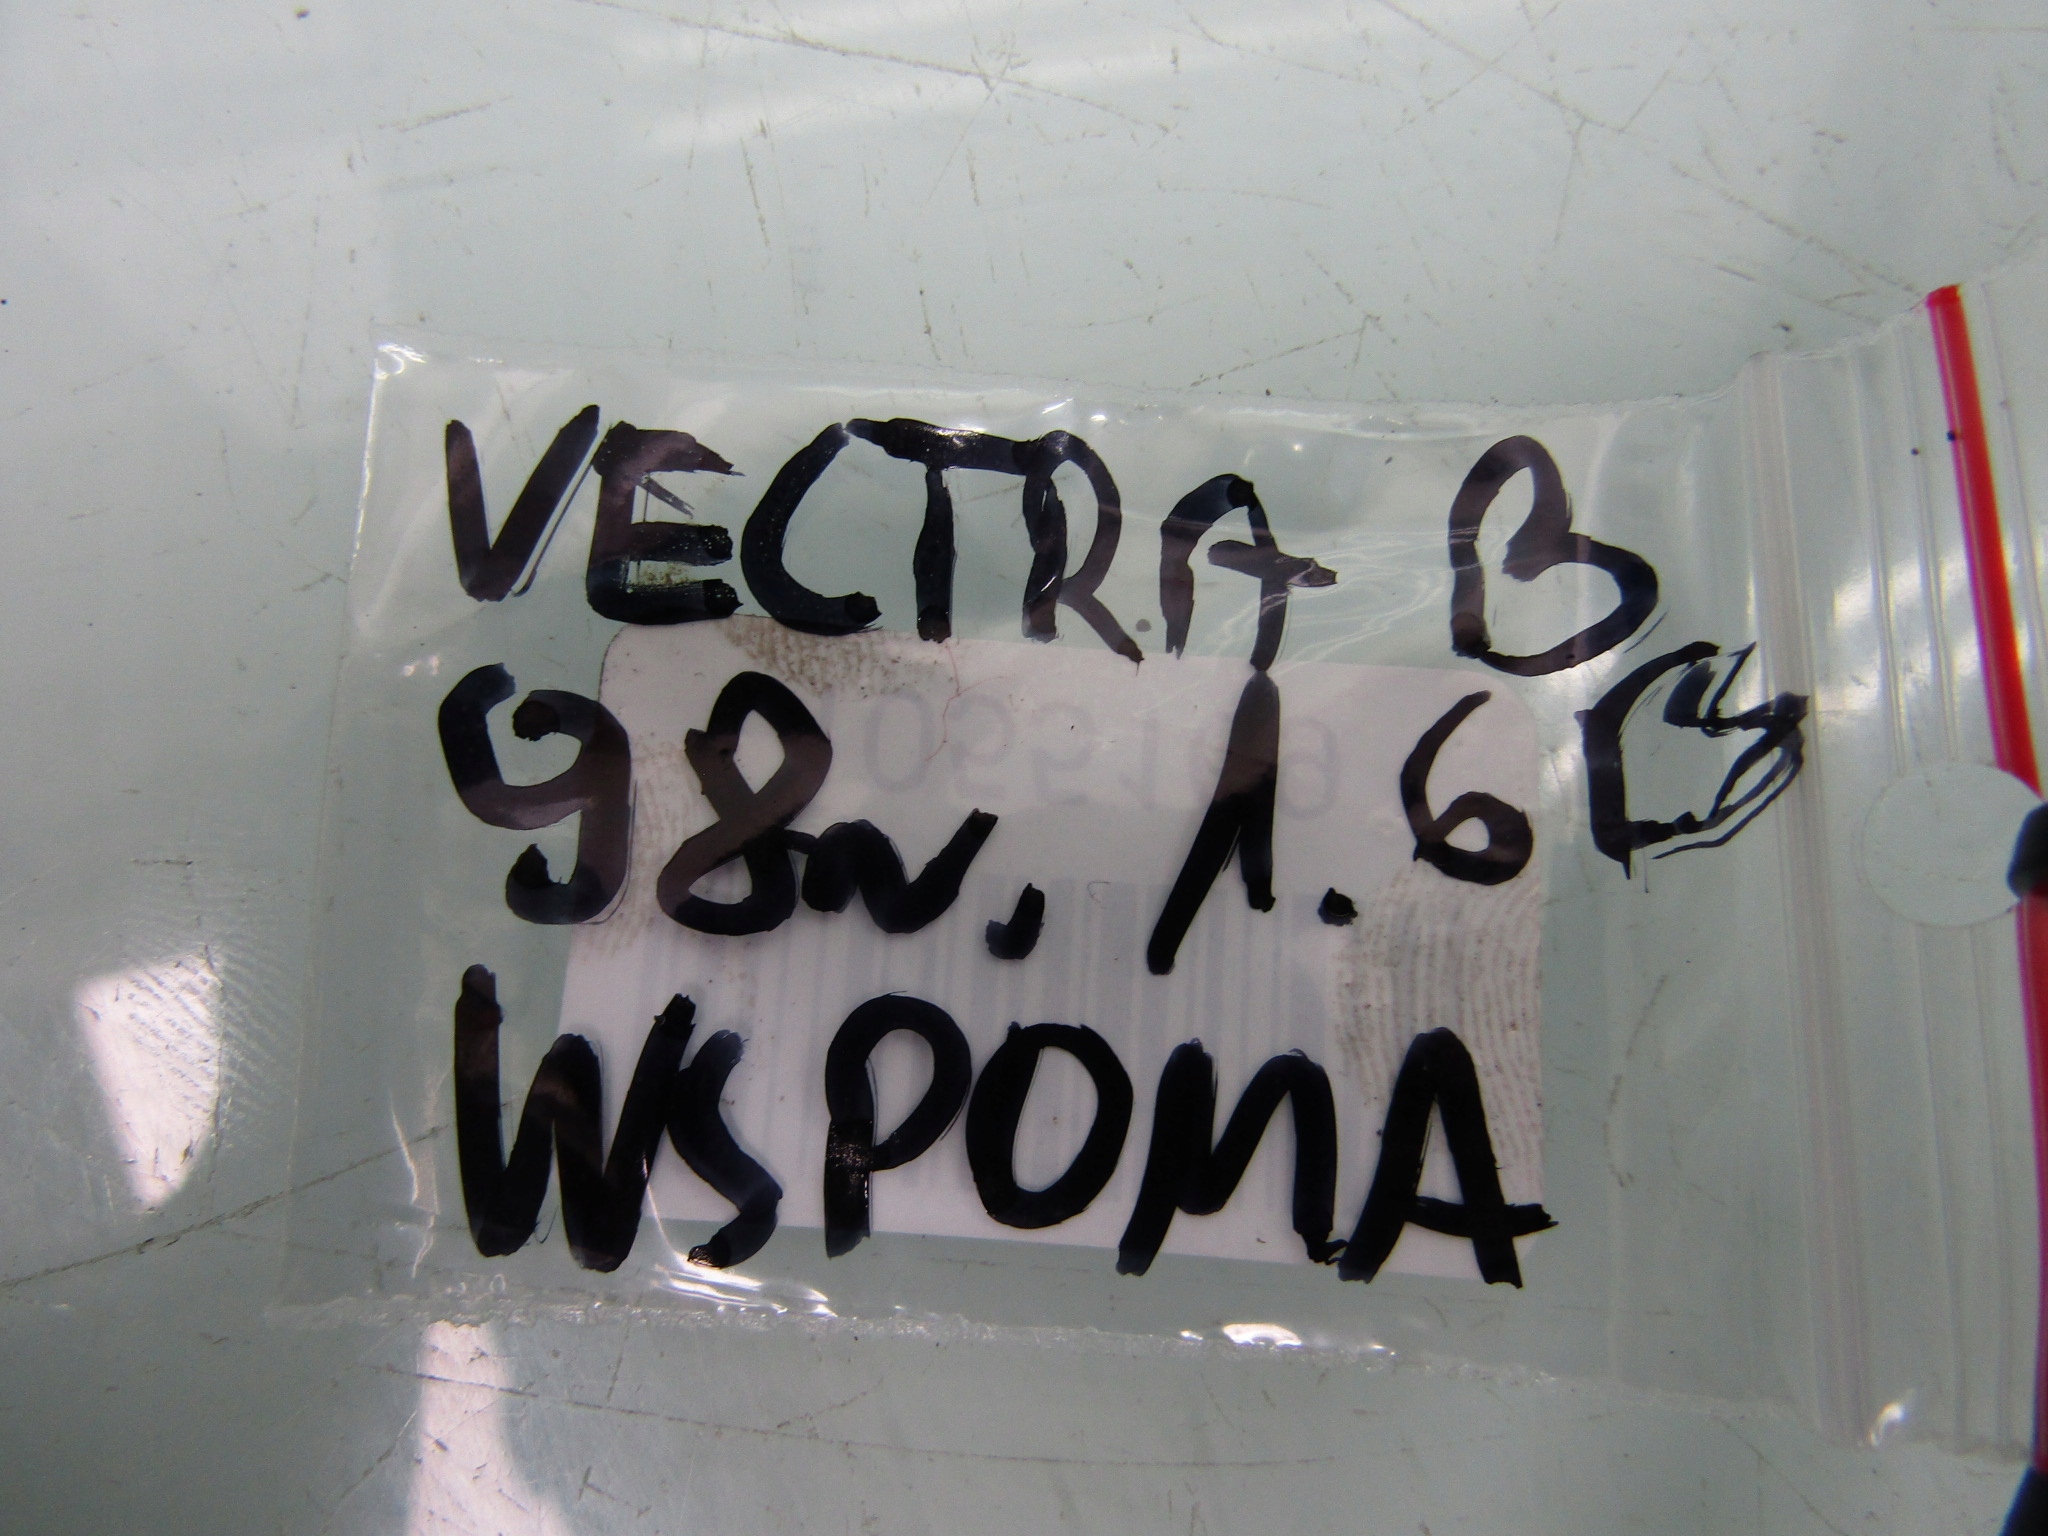 VECTRA B
98r, 1.6 B
WSPOMA